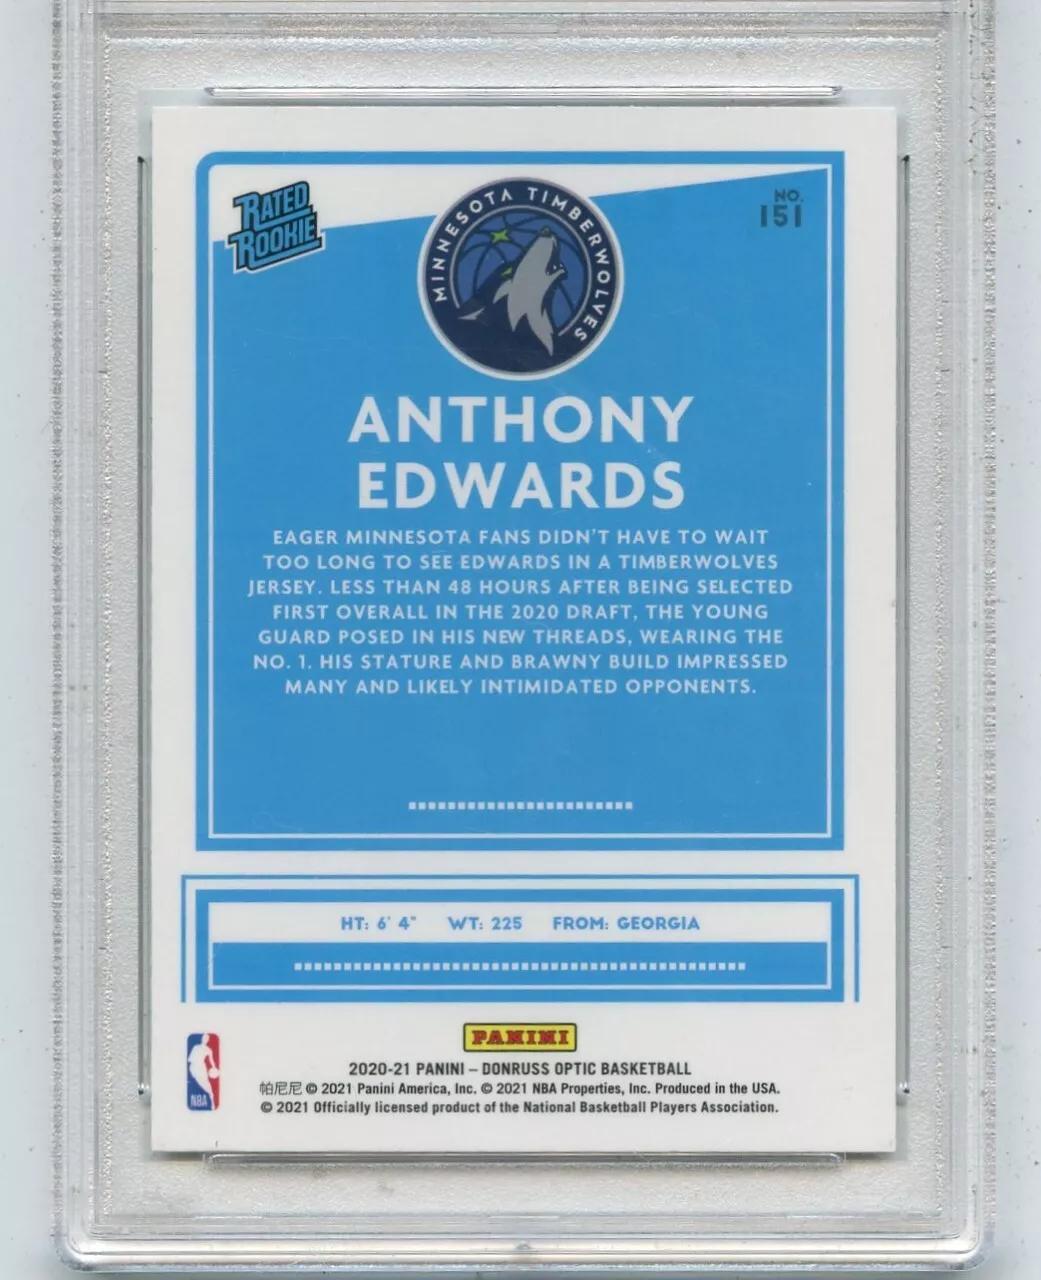 RATED
ROOKIE
MINNESOTA TIMBERWOLVES
NO.
151
ANTHONY
EDWARDS
EAGER MINNESOTA FANS DIDN'T HAVE TO WAIT
TOO LONG TO SEE EDWARDS IN A TIMBERWOLVES
JERSEY. LESS THAN 48 HOURS AFTER BEING SELECTED
FIRST OVERALL IN THE 2020 DRAFT, THE YOUNG
GUARD POSED IN HIS NEW THREADS, WEARING THE
NO. 1. HIS STATURE AND BRAWNY BUILD IMPRESSED
MANY AND LIKELY INTIMIDATED OPPONENTS.
HT: 6' 4" WT: 225 FROM: GEORGIA
PANINI
NBA
2020-21 PANINI – DONRUSS OPTIC BASKETBALL
帕尼尼 © 2021 Panini America, Inc. © 2021 NBA Properties, Inc. Produced in the USA.
© 2021 Officially licensed product of the National Basketball Players Association.